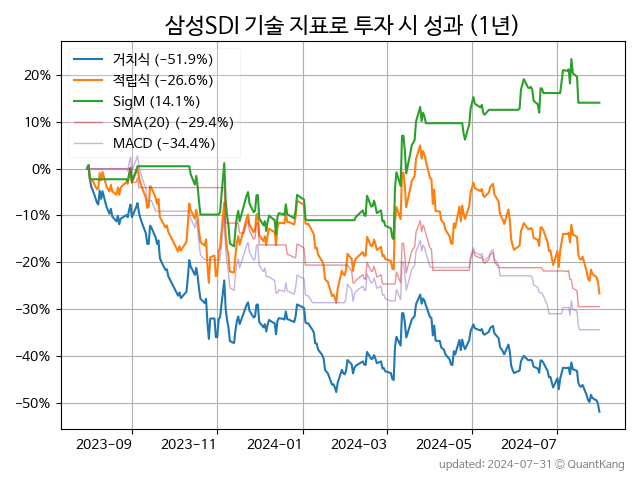 삼성SDI 기술 지표로 투자 시 성과 (1년)
거치식 (−51.9%)
적립식 (−26.6%)
SigM (14.1%)
SMA(20) (−29.4%)
MACD (−34.4%)
20%
10%
0%
−10%
−20%
−30%
−40%
−50%
2023-09 2023-11 2024-01 2024-03 2024-05 2024-07
updated: 2024-07-31 © QuantKang